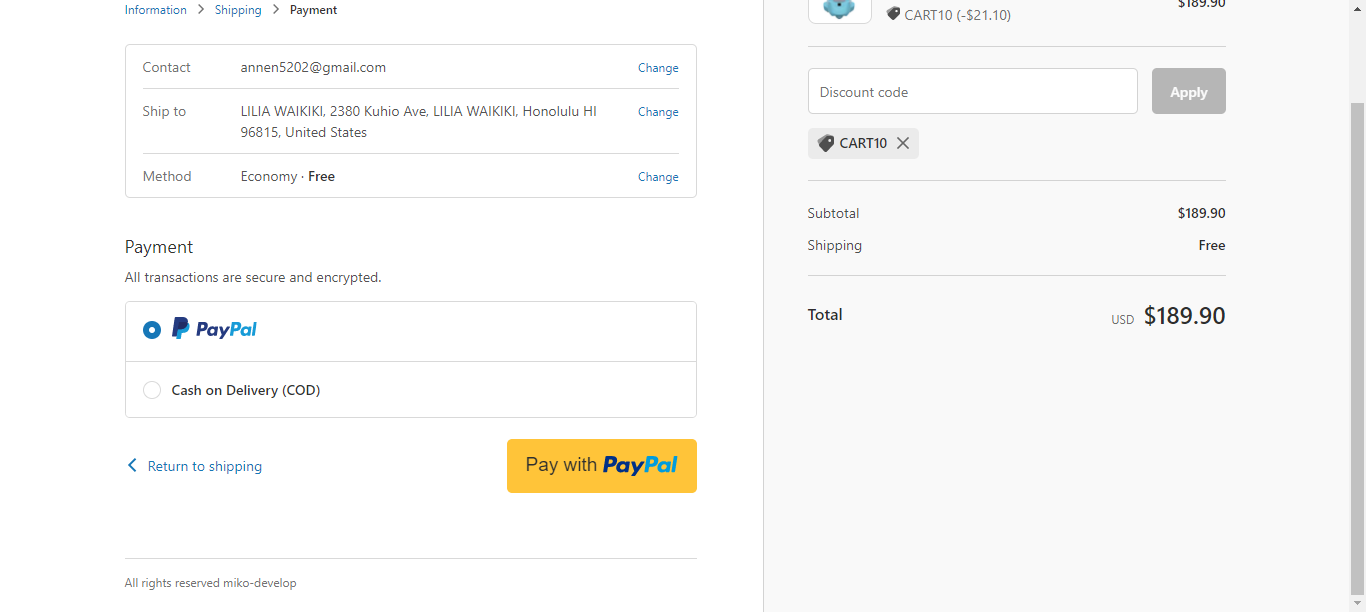 Information > Shipping > Payment
Contact annen5202@gmail.com Change
Ship to LILIA WAIKIKI, 2380 Kuhio Ave, LILIA WAIKIKI, Honolulu HI Change
96815, United States
Method Economy · Free Change
Payment
All transactions are secure and encrypted.
PayPal
Cash on Delivery (COD)
Return to shipping
Pay with PayPal
All rights reserved miko-develop
$189.90
CART10 (-$21.10)
Discount code Apply
CART10
Subtotal $189.90
Shipping Free
Total USD $189.90